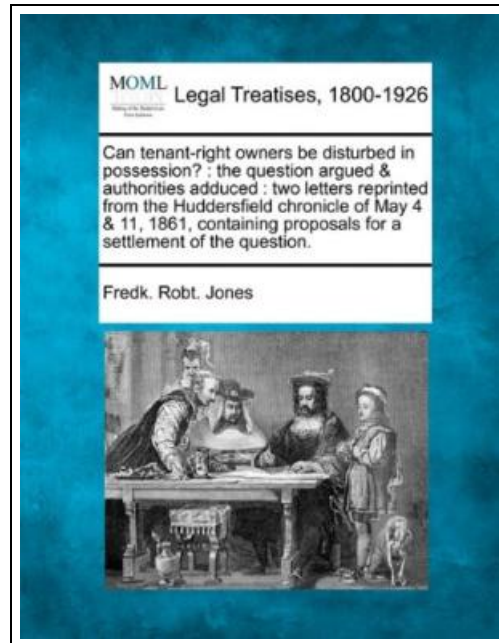 MOML
Legal Treatises, 1800-1926
Can tenant-right owners be disturbed in
possession? : the question argued &
authorities adduced : two letters reprinted
from the Huddersfield chronicle of May 4
& 11, 1861, containing proposals for a
settlement of the question.
Fredk. Robt. Jones